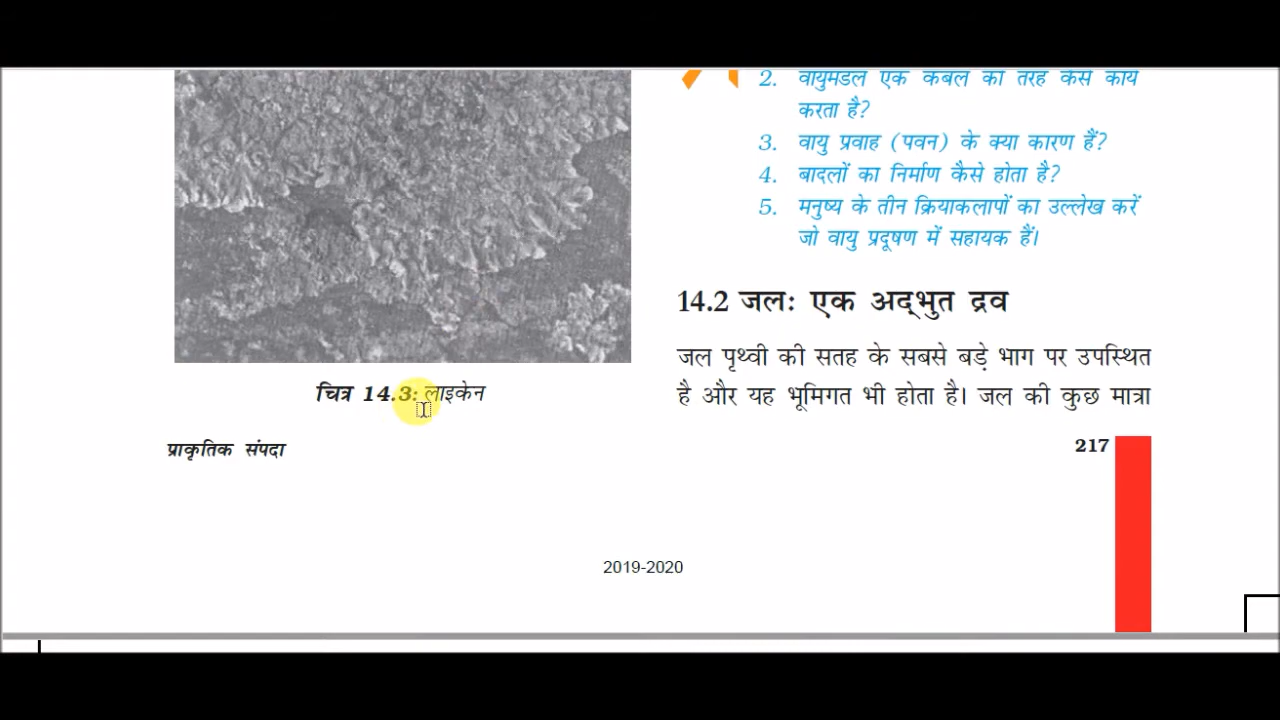 चित्र 14.3: लाइकेन
प्राकृतिक संपदा
2. वायुमंडल एक कंबल की तरह कैसे कार्य
करता है?
3. वायु प्रवाह (पवन) के क्या कारण हैं?
4. बादलों का निर्माण कैसे होता है?
5. मनुष्य के तीन क्रियाकलापों का उल्लेख करें
जो वायु प्रदूषण में सहायक हैं।
14.2 जल: एक अद्भुत द्रव
जल पृथ्वी की सतह के सबसे बड़े भाग पर उपस्थित
है और यह भूमिगत भी होता है। जल की कुछ मात्रा
217
2019-2020